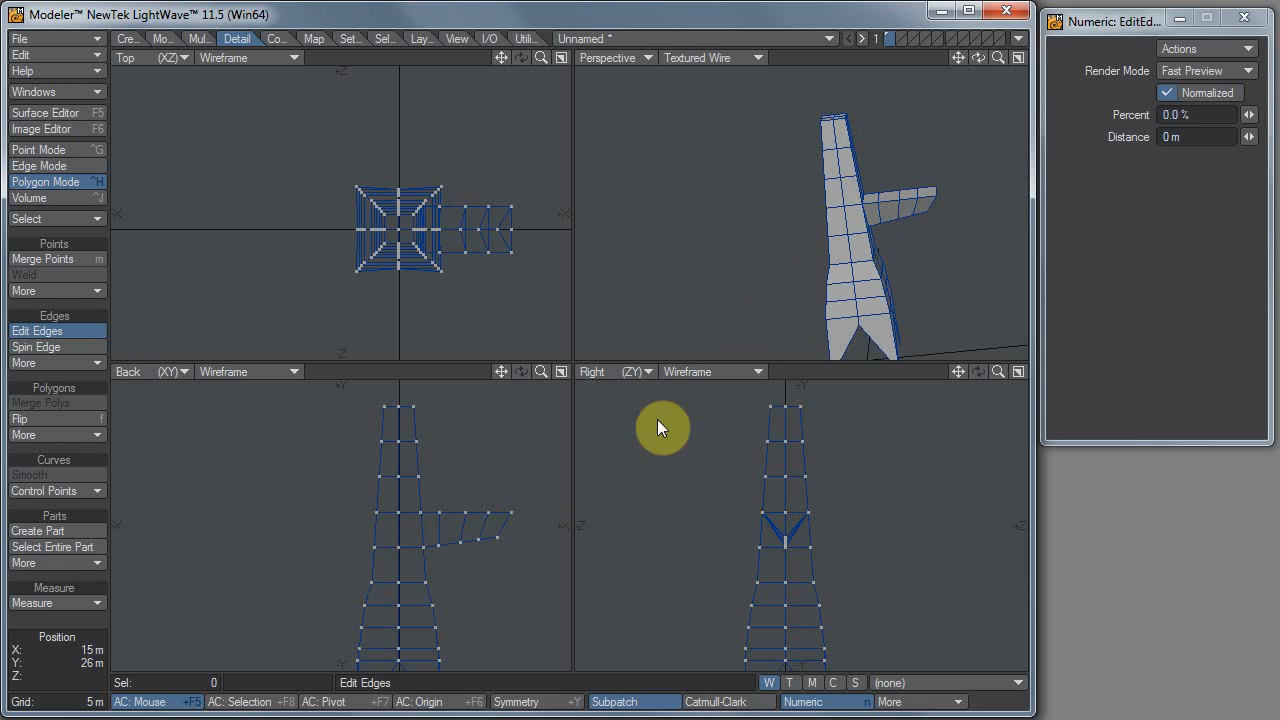 Modeler™ NewTek LightWave™ 11.5 (Win64)
File
Edit
Help
Windows
Surface Editor F5
Image Editor F6
Point Mode ^G
Edge Mode
Polygon Mode ^H
Volume ^J
Select
Points
Merge Points m
Weld
More
Edges
Edit Edges
Spin Edge
More
Polygons
Merge Polys
Flip f
More
Curves
Smooth
Control Points
Parts
Create Part
Select Entire Part
More
Measure
Measure
Position
X: 15 m
Y: 26 m
Z:
Grid: 5 m
Cre... Mo... Mul... Detail Co... Map Set... Sel... Lay... View I/O Utili...
Unnamed *
< > 1
Top (XZ) Wireframe
+Z
-X +X
-Z
Perspective Textured Wire
Back (XY) Wireframe
+Y
-X +X
-Y
Right (ZY) Wireframe
+Y
-Z +Z
-Y
Sel: 0
Edit Edges
W T M C S (none)
AC: Mouse +F5
AC: Selection +F8
AC: Pivot +F7
AC: Origin +F6
Symmetry +Y
Subpatch
Catmull-Clark
Numeric n
More
Numeric: EditEd...
Actions
Render Mode Fast Preview
Normalized
Percent 0.0 %
Distance 0 m